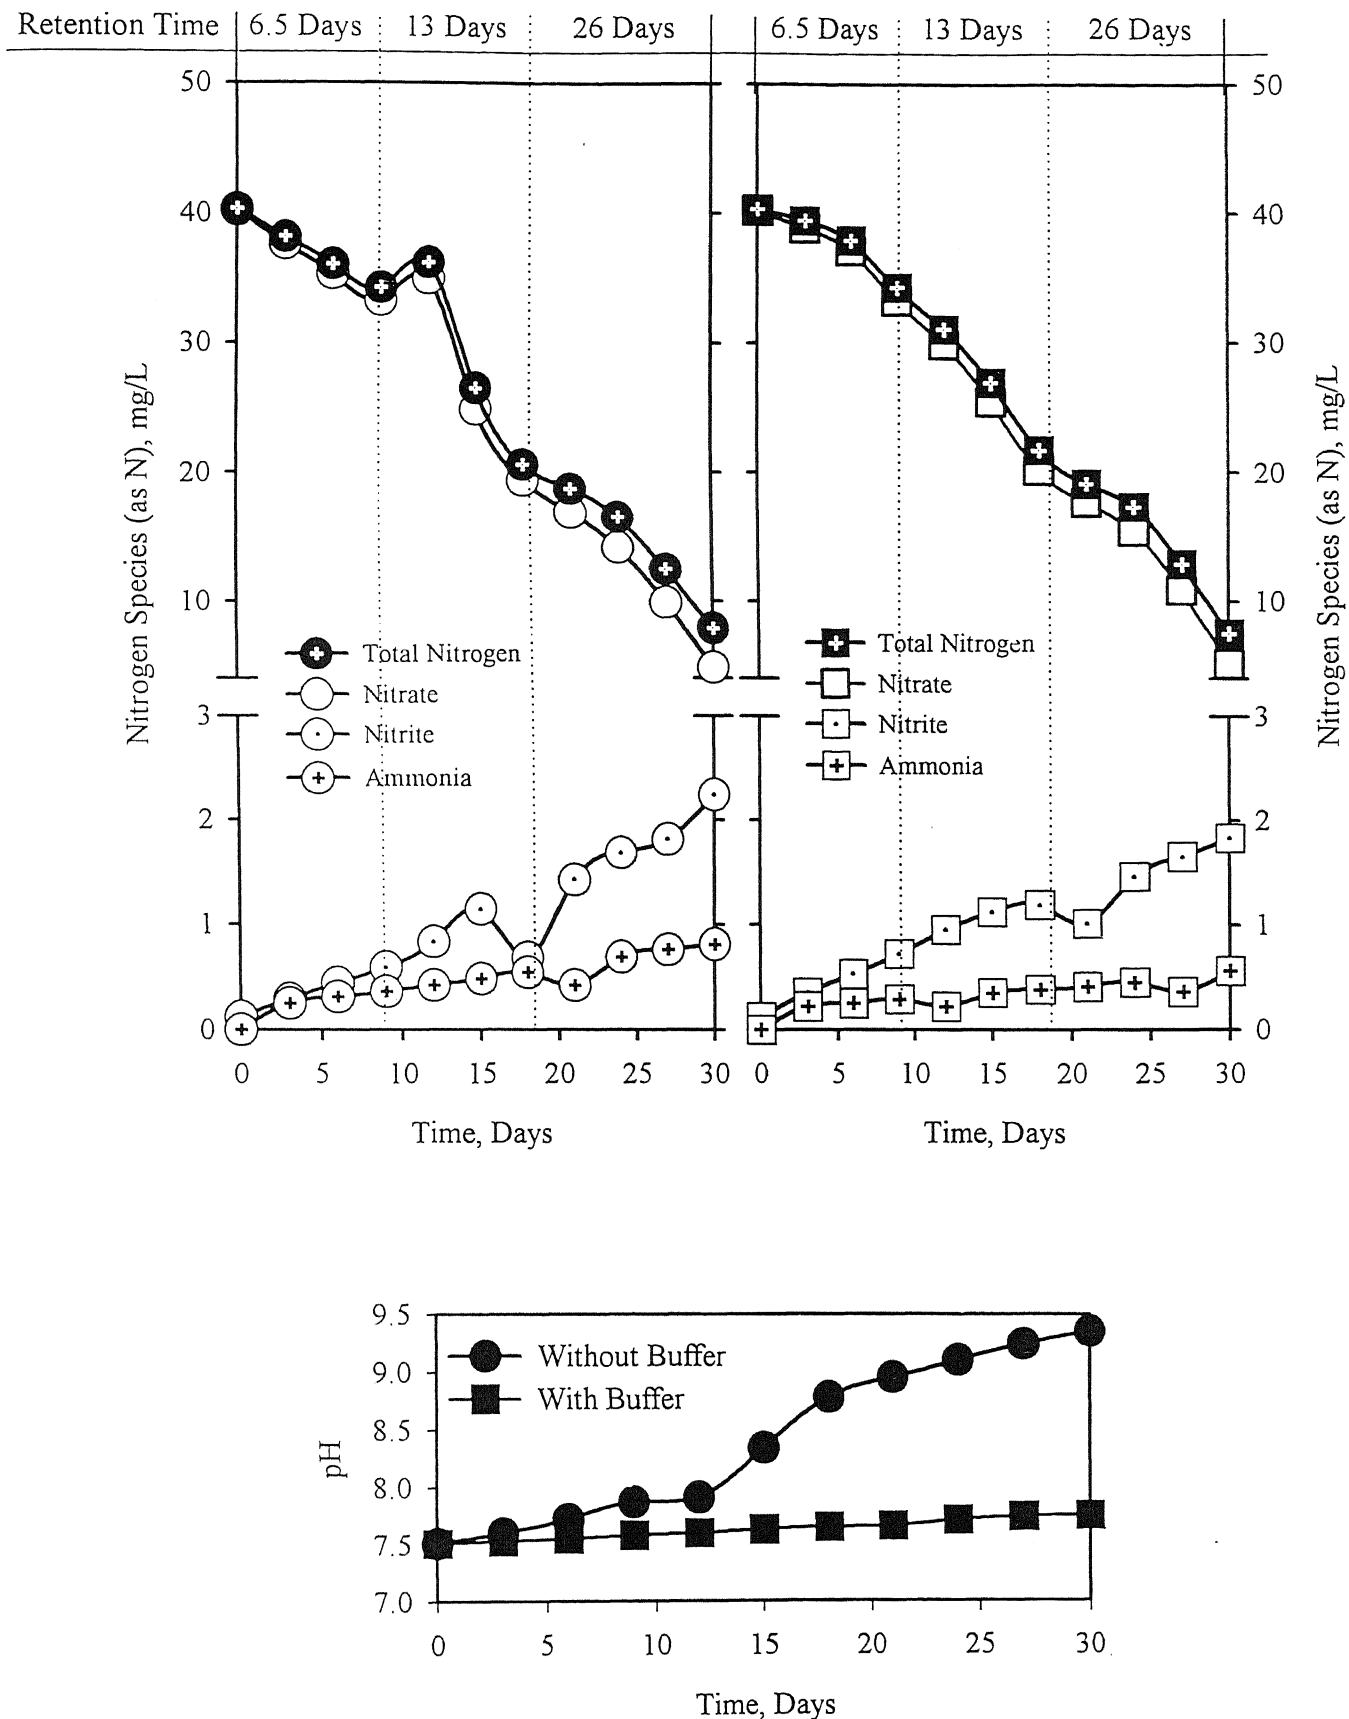 Retention Time 6.5 Days 13 Days 26 Days 6.5 Days 13 Days 26 Days
50 50
40 40
30 30
20 20
10 10
Nitrogen Species (as N), mg/L
Nitrogen Species (as N), mg/L
Total Nitrogen
Nitrate
Nitrite
Ammonia
Total Nitrogen
Nitrate
Nitrite
Ammonia
3 3
2 2
1 1
0 0
0 5 10 15 20 25 30 0 5 10 15 20 25 30
Time, Days Time, Days
9.5
9.0
8.5
8.0
7.5
7.0
pH
Without Buffer
With Buffer
0 5 10 15 20 25 30
Time, Days